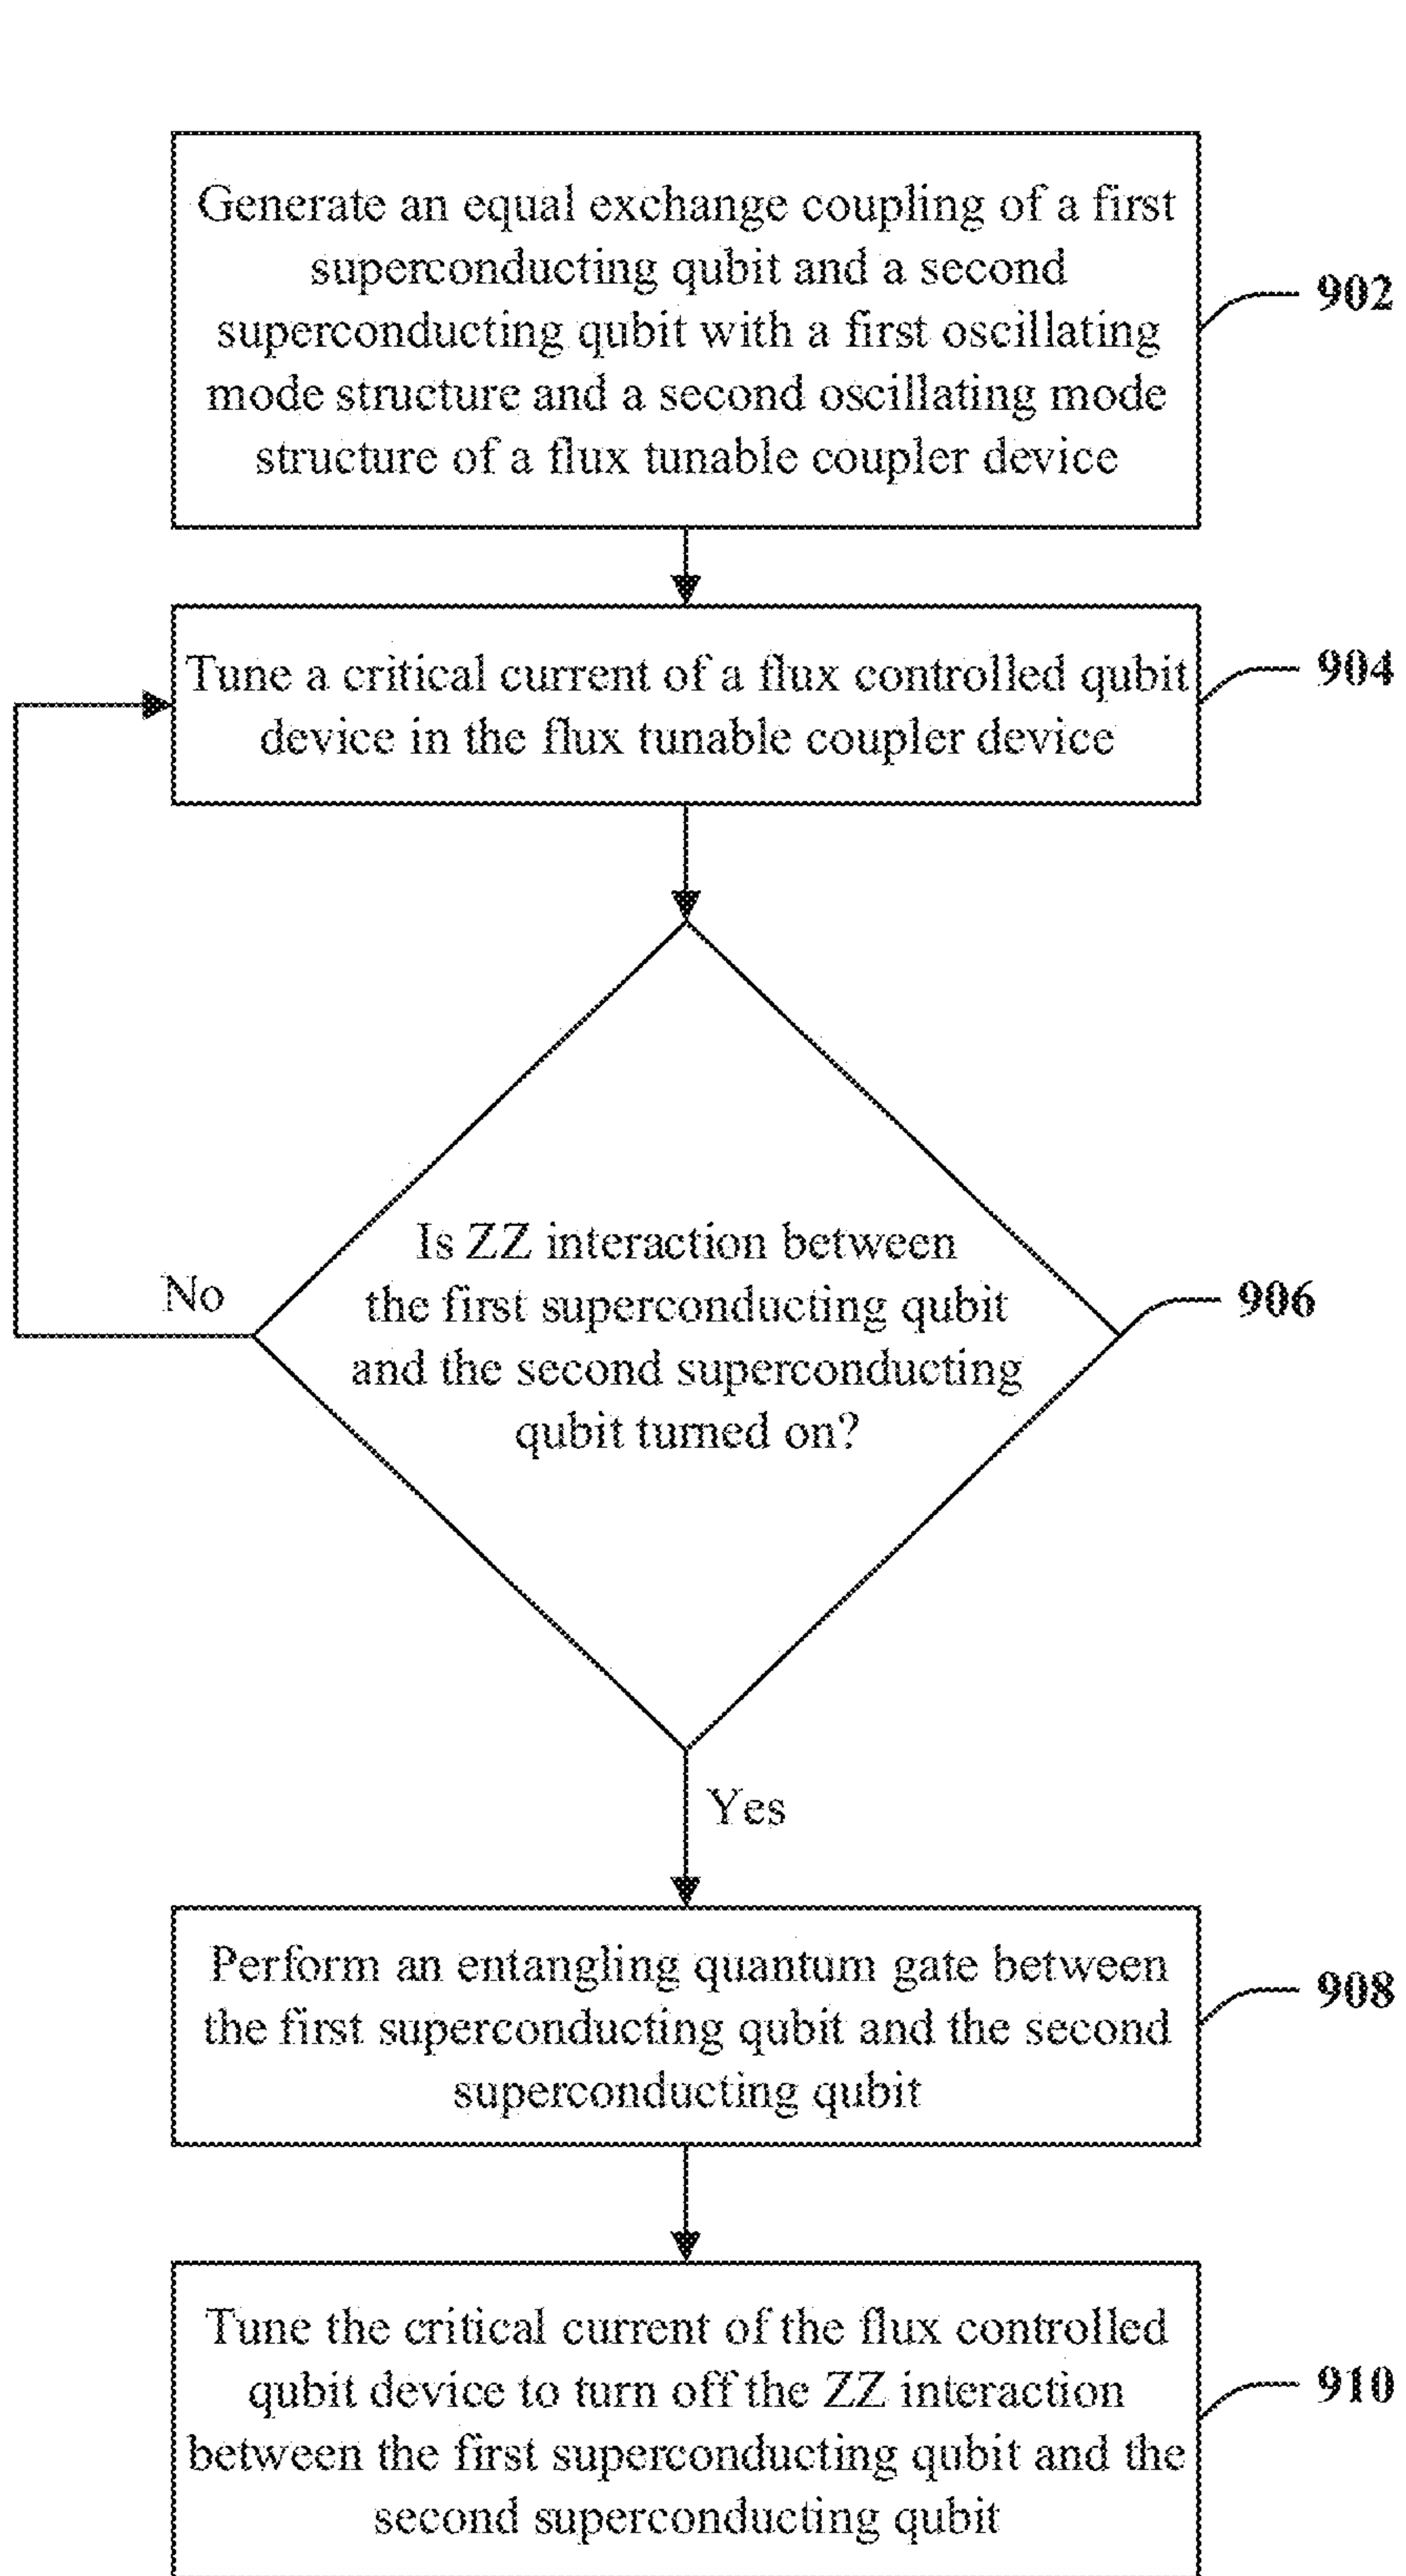 Generate an equal exchange coupling of a first
superconducting qubit and a second
superconducting qubit with a first oscillating
mode structure and a second oscillating mode
structure of a flux tunable coupler device
902
Tune a critical current of a flux controlled qubit
device in the flux tunable coupler device
904
Is ZZ interaction between
the first superconducting qubit
and the second superconducting
qubit turned on?
906
No
Yes
Perform an entangling quantum gate between
the first superconducting qubit and the second
superconducting qubit
908
Tune the critical current of the flux controlled
qubit device to turn off the ZZ interaction
between the first superconducting qubit and the
second superconducting qubit
910